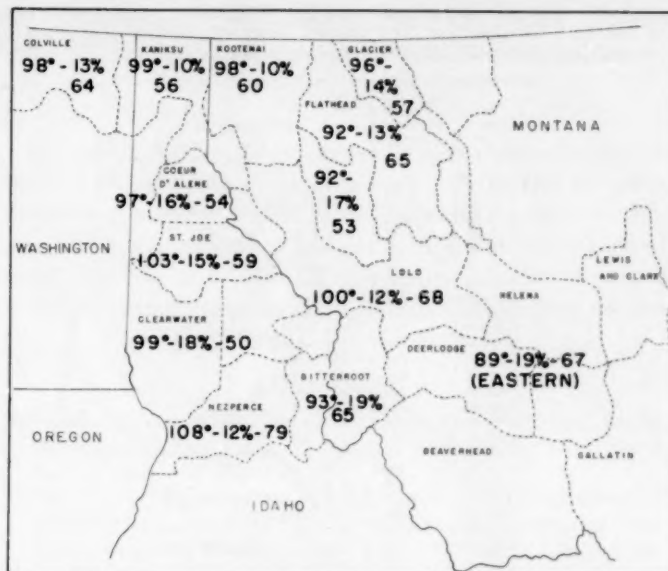 COLVILLE
98°-13%
64
KANIKSU
99°-10%
56
KOOTENAI
98°-10%
60
GLACIER
96°-
14%
57
FLATHEAD
92°-13%
65
MONTANA
92°-
17%
53
COEUR
D'ALENE
97°-16%-54
WASHINGTON
ST. JOE
103°-15%-59
LOLO
100°-12%-68
LEWIS
AND CLARK
HELENA
CLEARWATER
99°-18%-50
DEERLODGE
89°-19%-67
(EASTERN)
BITTERROOT
93°-19%
65
NEZPERCE
108°-12%-79
OREGON
BEAVERHEAD
GALLATIN
IDAHO